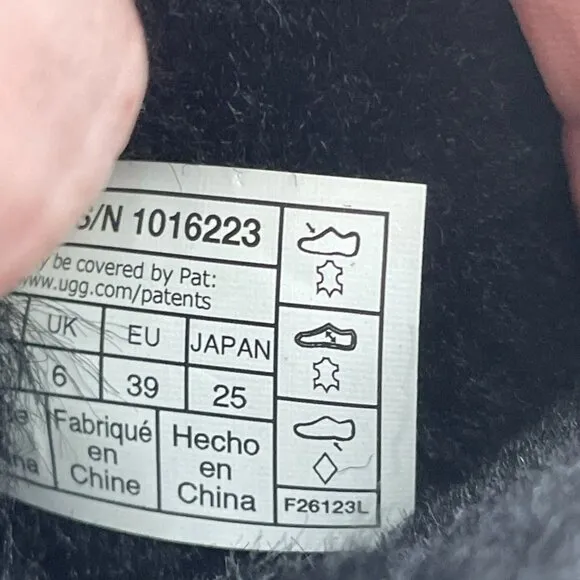 S/N 1016223
be covered by Pat:
www.ugg.com/patents
UK EU JAPAN
6 39 25
Fabriqué en Chine
Hecho en China
F26123L